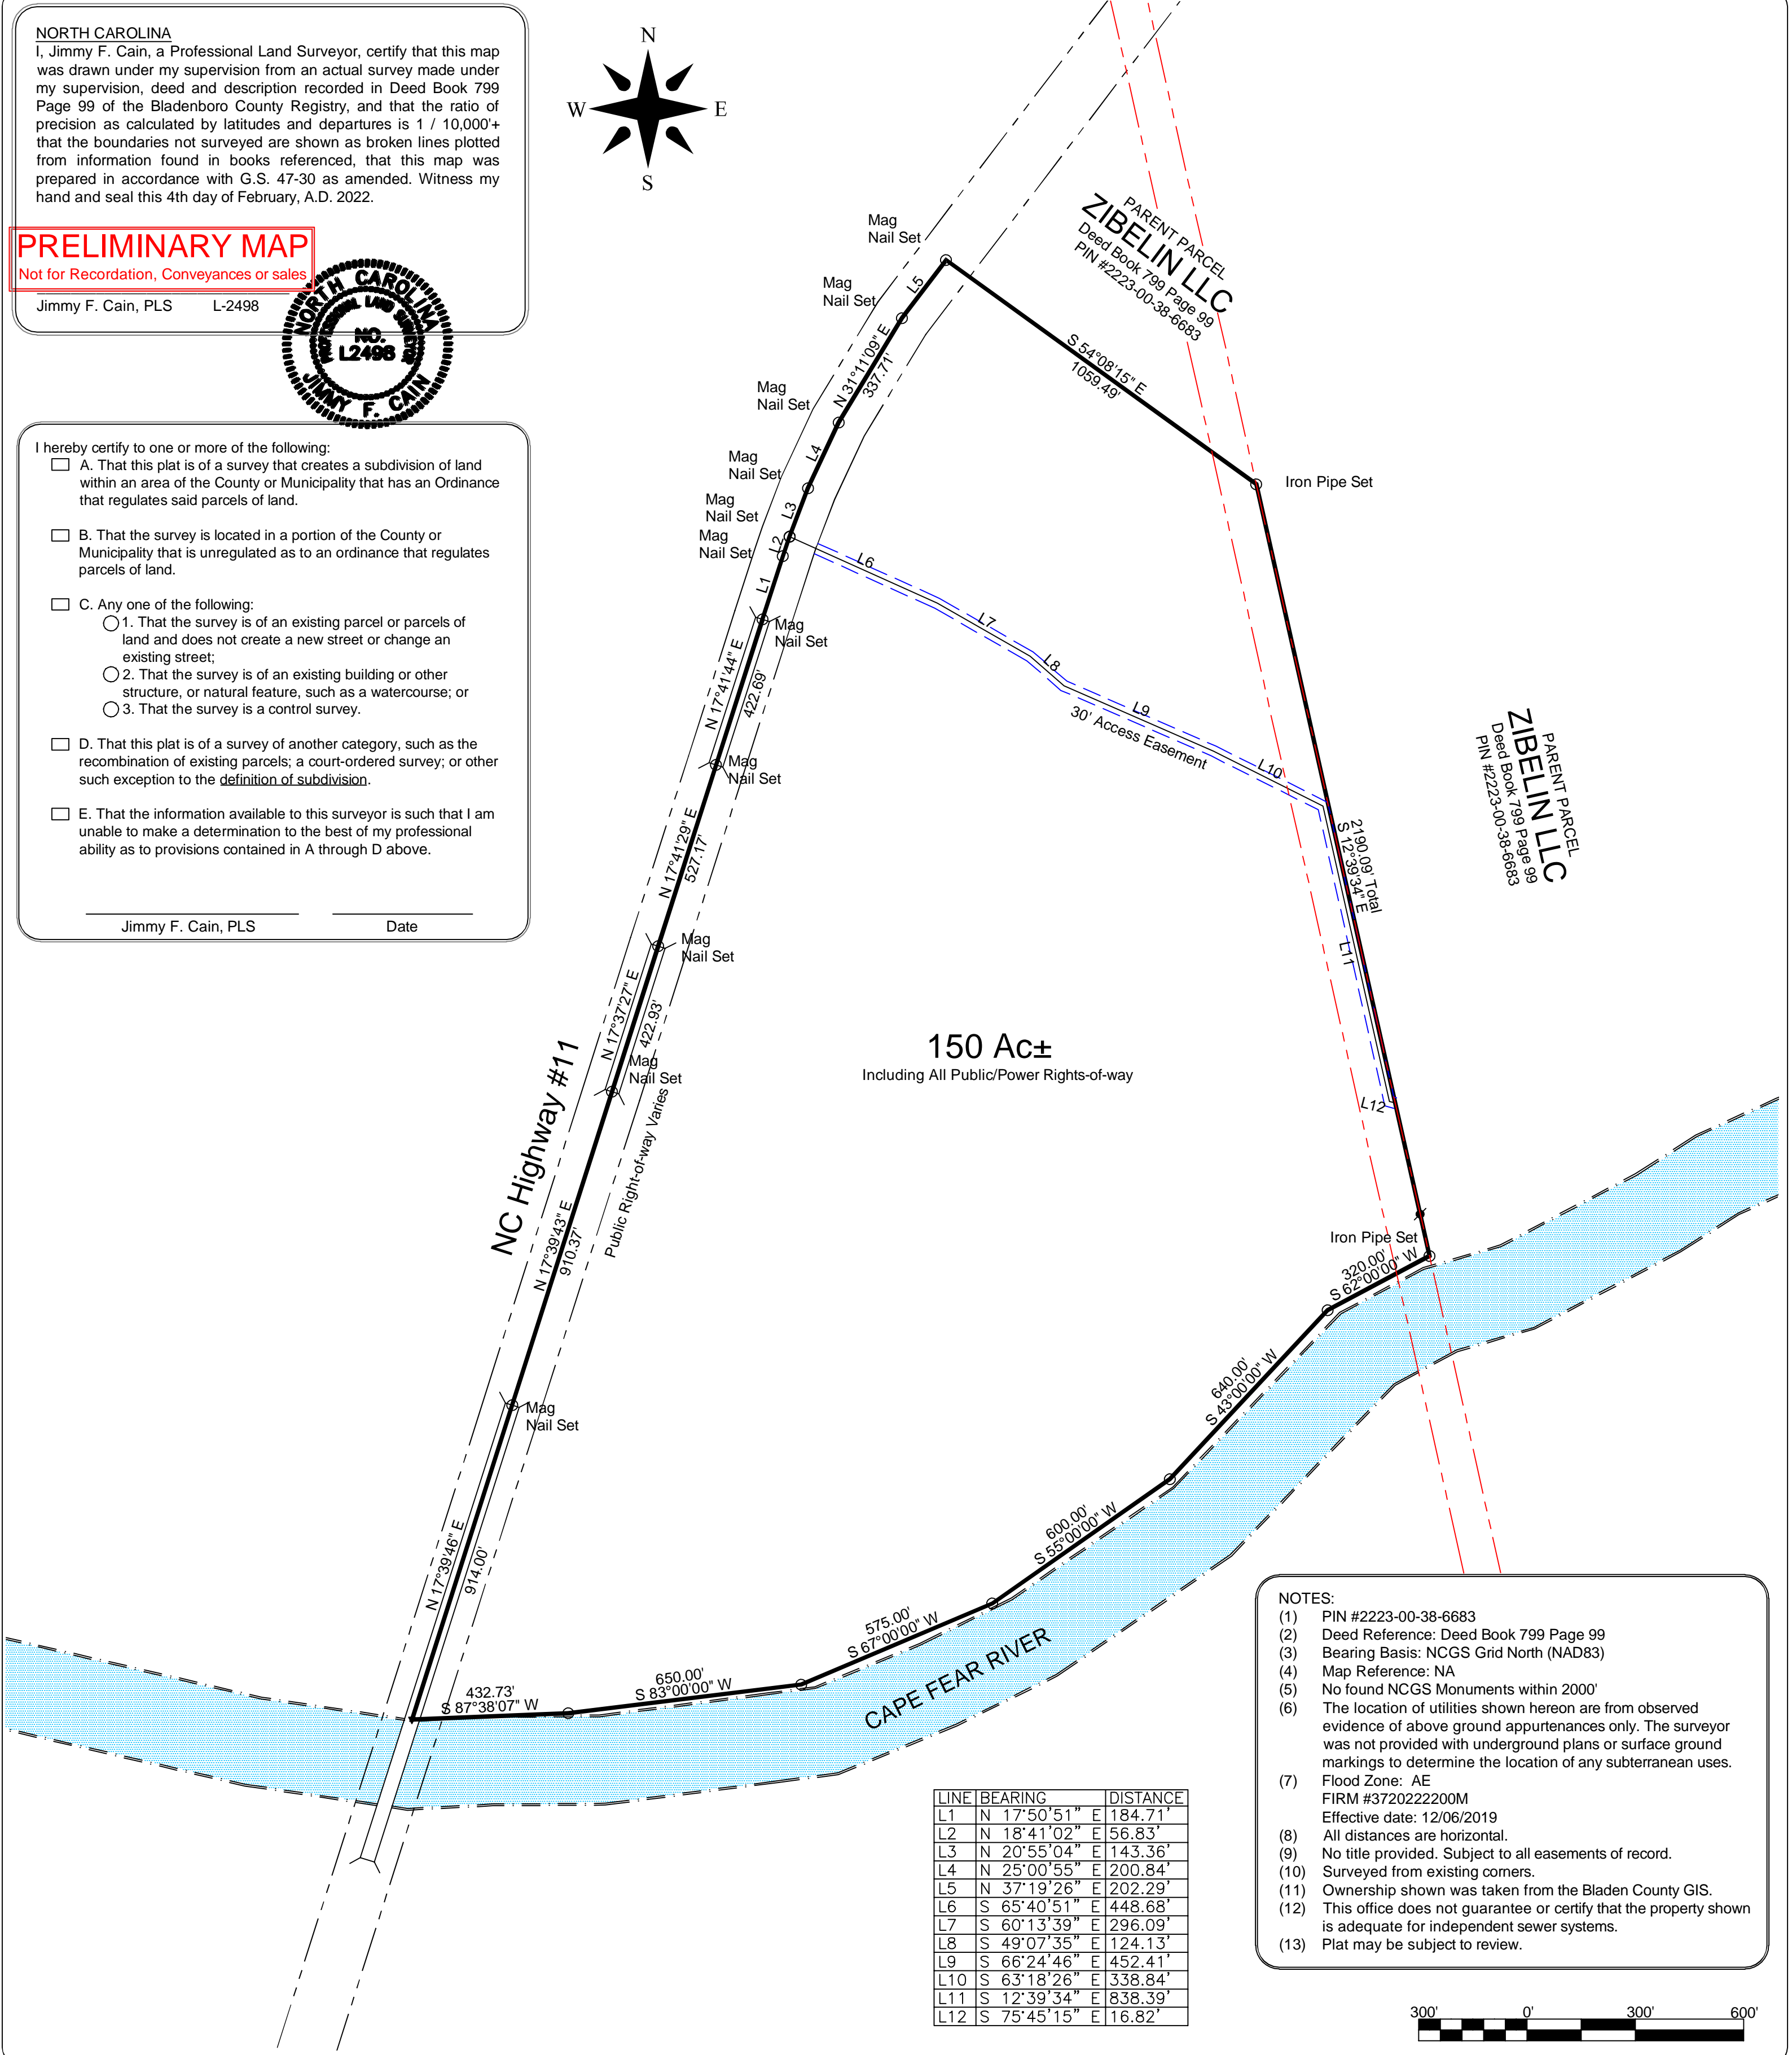 NORTH CAROLINA
I, Jimmy F. Cain, a Professional Land Surveyor, certify that this map
was drawn under my supervision from an actual survey made under
my supervision, deed and description recorded in Deed Book 799
Page 99 of the Bladenboro County Registry, and that the ratio of
precision as calculated by latitudes and departures is 1 / 10,000'+
that the boundaries not surveyed are shown as broken lines plotted
from information found in books referenced, that this map was
prepared in accordance with G.S. 47-30 as amended. Witness my
hand and seal this 4th day of February, A.D. 2022.
PRELIMINARY MAP
Not for Recordation, Conveyances or sales
Jimmy F. Cain, PLS L-2498
NORTH CAROLINA
PROFESSIONAL LAND SURVEYOR
NO.
L2498
JIMMY F. CAIN
I hereby certify to one or more of the following:
A. That this plat is of a survey that creates a subdivision of land
within an area of the County or Municipality that has an Ordinance
that regulates said parcels of land.
B. That the survey is located in a portion of the County or
Municipality that is unregulated as to an ordinance that regulates
parcels of land.
C. Any one of the following:
1. That the survey is of an existing parcel or parcels of
land and does not create a new street or change an
existing street;
2. That the survey is of an existing building or other
structure, or natural feature, such as a watercourse; or
3. That the survey is a control survey.
D. That this plat is of a survey of another category, such as the
recombination of existing parcels; a court-ordered survey; or other
such exception to the definition of subdivision.
E. That the information available to this surveyor is such that I am
unable to make a determination to the best of my professional
ability as to provisions contained in A through D above.
Jimmy F. Cain, PLS
Date
N
W
E
S
Mag
Nail Set
Mag
Nail Set
Mag
Nail Set
Mag
Nail Set
Mag
Nail Set
Mag
Nail Set
Mag
Nail Set
Mag
Nail Set
Mag
Nail Set
Mag
Nail Set
Mag
Nail Set
L5
N 31°11'09" E
337.71'
L4
L3
L2
L1
N 17°41'44" E
422.69'
N 17°41'29" E
527.17'
N 17°37'27" E
422.93'
N 17°39'43" E
910.37'
N 17°39'46" E
914.00'
NC Highway #11
Public Right-of-way Varies
PARENT PARCEL
ZIBELIN LLC
Deed Book 799 Page 99
PIN #2223-00-38-6683
S 54°08'15" E
1059.49'
Iron Pipe Set
L6
L7
L8
L9
L10
30' Access Easement
2190.09' Total
S 12°39'34" E
L11
L12
PARENT PARCEL
ZIBELIN LLC
Deed Book 799 Page 99
PIN #2223-00-38-6683
150 Ac±
Including All Public/Power Rights-of-way
Iron Pipe Set
320.00'
S 62°00'00" W
640.00'
S 43°00'00" W
600.00'
S 55°00'00" W
575.00'
S 67°00'00" W
650.00'
S 83°00'00" W
432.73'
S 87°38'07" W
CAPE FEAR RIVER
LINE BEARING DISTANCE
L1 N 17°50'51" E 184.71'
L2 N 18°41'02" E 56.83'
L3 N 20°55'04" E 143.36'
L4 N 25°00'55" E 200.84'
L5 N 37°19'26" E 202.29'
L6 S 65°40'51" E 448.68'
L7 S 60°13'39" E 296.09'
L8 S 49°07'35" E 124.13'
L9 S 66°24'46" E 452.41'
L10 S 63°18'26" E 338.84'
L11 S 12°39'34" E 838.39'
L12 S 75°45'15" E 16.82'
NOTES:
(1) PIN #2223-00-38-6683
(2) Deed Reference: Deed Book 799 Page 99
(3) Bearing Basis: NCGS Grid North (NAD83)
(4) Map Reference: NA
(5) No found NCGS Monuments within 2000'
(6) The location of utilities shown hereon are from observed
evidence of above ground appurtenances only. The surveyor
was not provided with underground plans or surface ground
markings to determine the location of any subterranean uses.
(7) Flood Zone: AE
FIRM #3720222200M
Effective date: 12/06/2019
(8) All distances are horizontal.
(9) No title provided. Subject to all easements of record.
(10) Surveyed from existing corners.
(11) Ownership shown was taken from the Bladen County GIS.
(12) This office does not guarantee or certify that the property shown
is adequate for independent sewer systems.
(13) Plat may be subject to review.
300' 0' 300' 600'